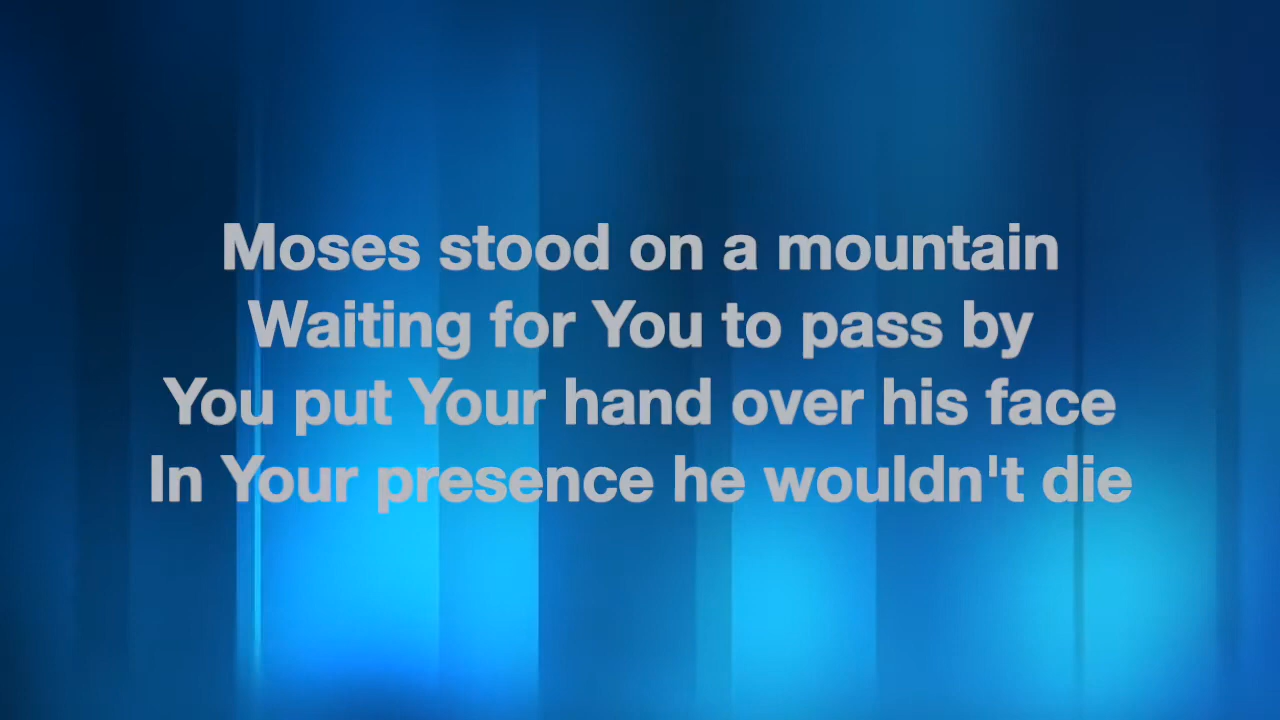 Moses stood on a mountain
Waiting for You to pass by
You put Your hand over his face
In Your presence he wouldn't die